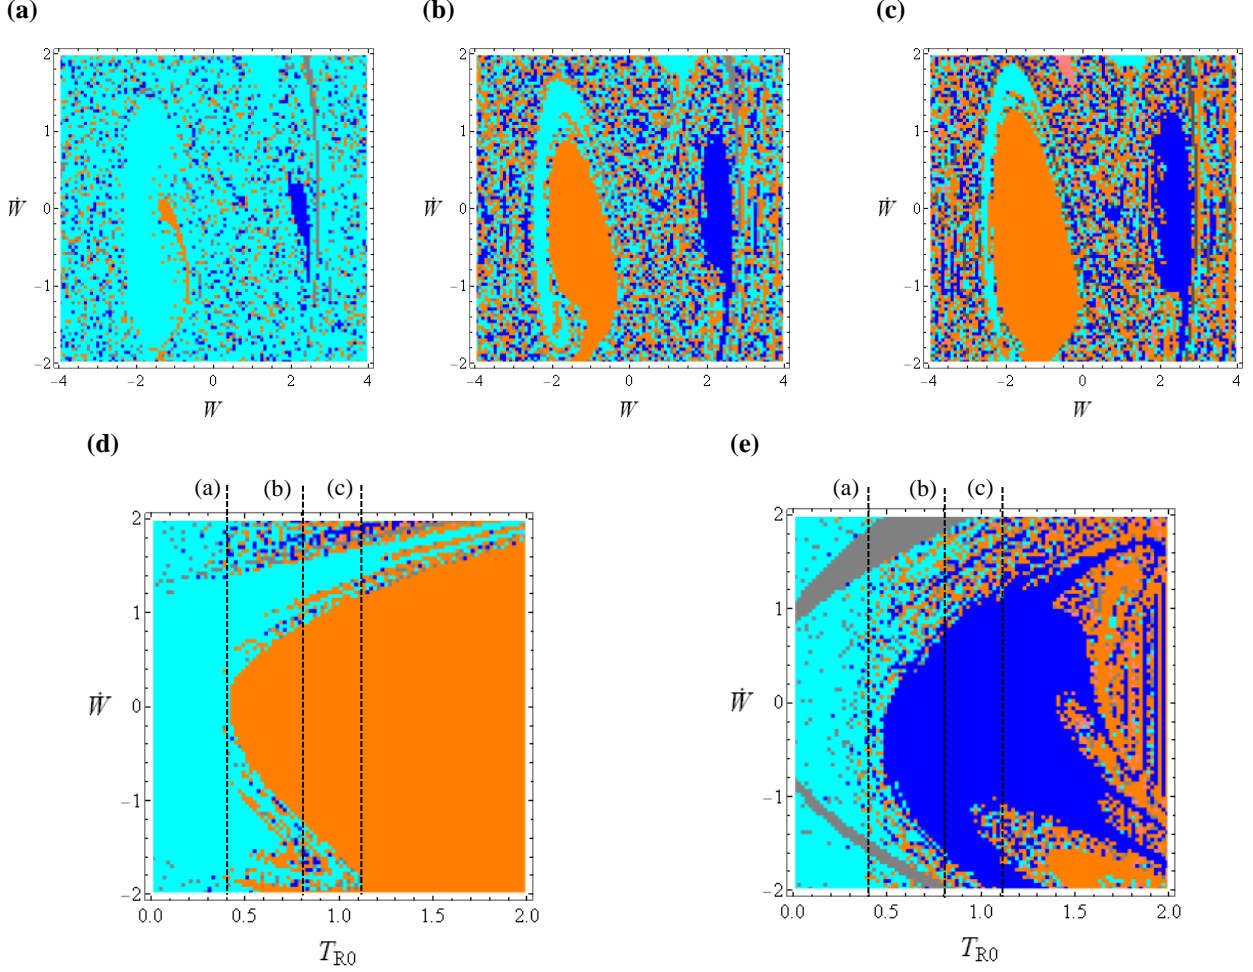 (a) (b) (c)
2 2 2
1 1 1
Ẇ 0 Ẇ 0 Ẇ 0
−1 −1 −1
−2 −2 −2
−4 −2 0 2 4 −4 −2 0 2 4 −4 −2 0 2 4
W W W
(d) (e)
(a) (b) (c) (a) (b) (c)
2 2
1 1
Ẇ 0 Ẇ 0
−1 −1
−2 −2
0.0 0.5 1.0 1.5 2.0 0.0 0.5 1.0 1.5 2.0
T_R0 T_R0